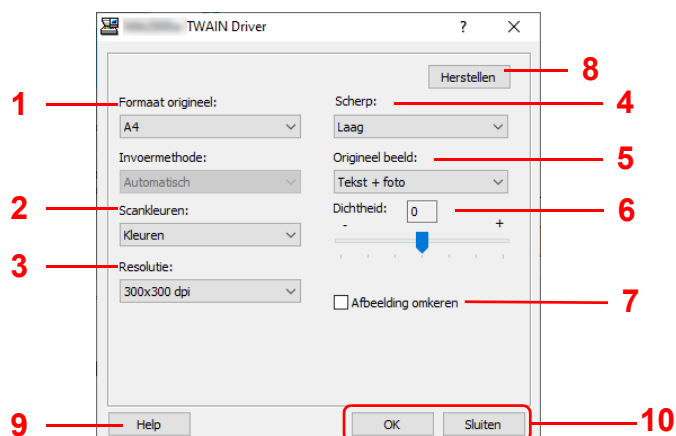 TWAIN Driver ? ×
Herstellen 8
1 Formaat origineel: Scherp: 4
A4 Laag
Invoermethode: Origineel beeld: 5
Automatisch Tekst + foto
2 Scankleuren: Dichtheid: 0 6
- +
Kleuren
3 Resolutie:
300x300 dpi Afbeelding omkeren 7
9 Help OK Sluiten 10